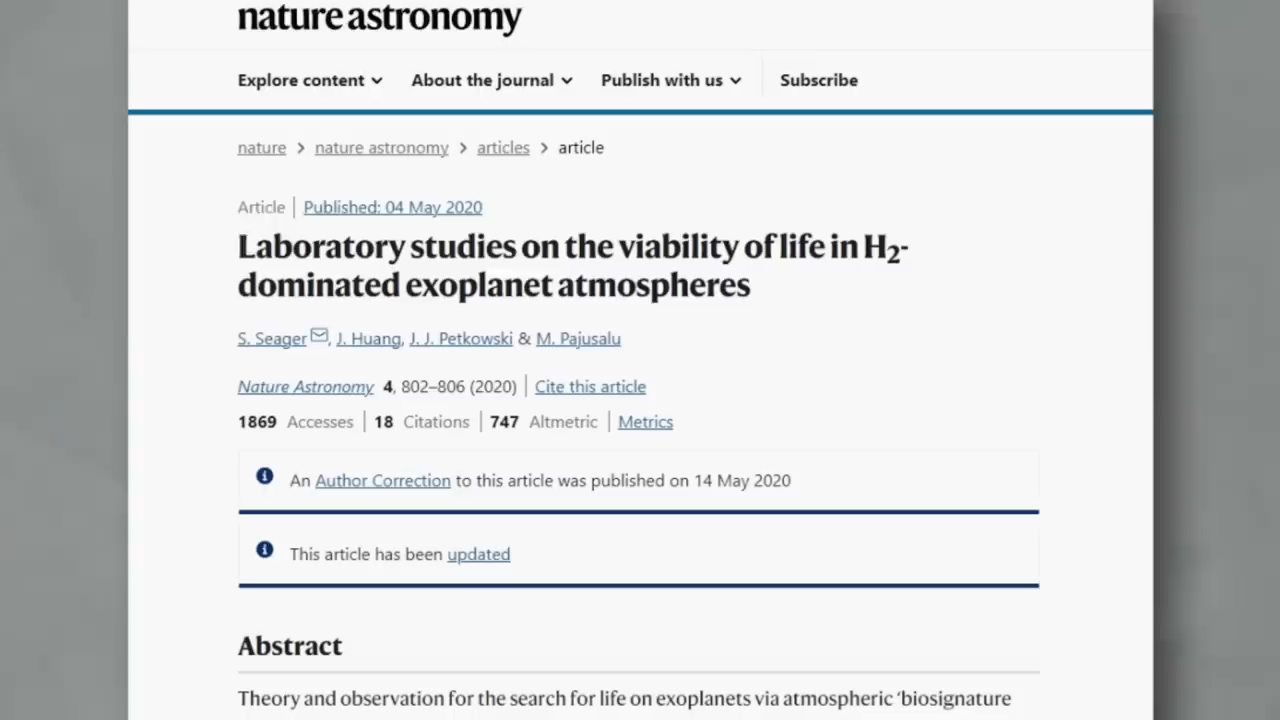 nature astronomy
Explore content About the journal Publish with us Subscribe
nature > nature astronomy > articles > article
Article | Published: 04 May 2020
Laboratory studies on the viability of life in H₂-
dominated exoplanet atmospheres
S. Seager, J. Huang, J. J. Petkowski & M. Pajusalu
Nature Astronomy 4, 802–806 (2020) | Cite this article
1869 Accesses | 18 Citations | 747 Altmetric | Metrics
An Author Correction to this article was published on 14 May 2020
This article has been updated
Abstract
Theory and observation for the search for life on exoplanets via atmospheric ‘biosignature